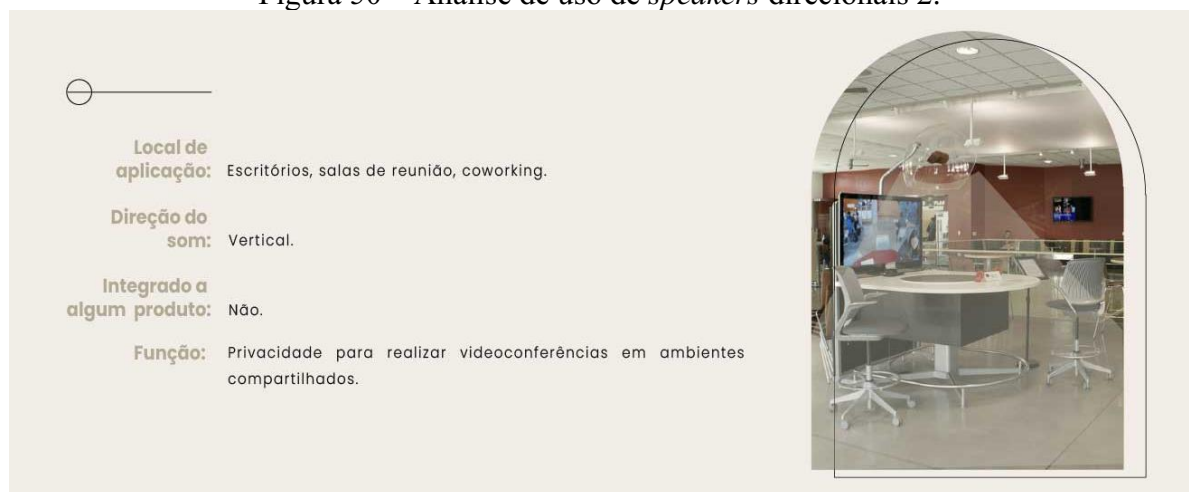 Figura 50 – Análise de uso de speakers direcionais 2.
Local de
aplicação: Escritórios, salas de reunião, coworking.
Direção do
som: Vertical.
Integrado a
algum produto: Não.
Função: Privacidade para realizar videoconferências em ambientes
compartilhados.